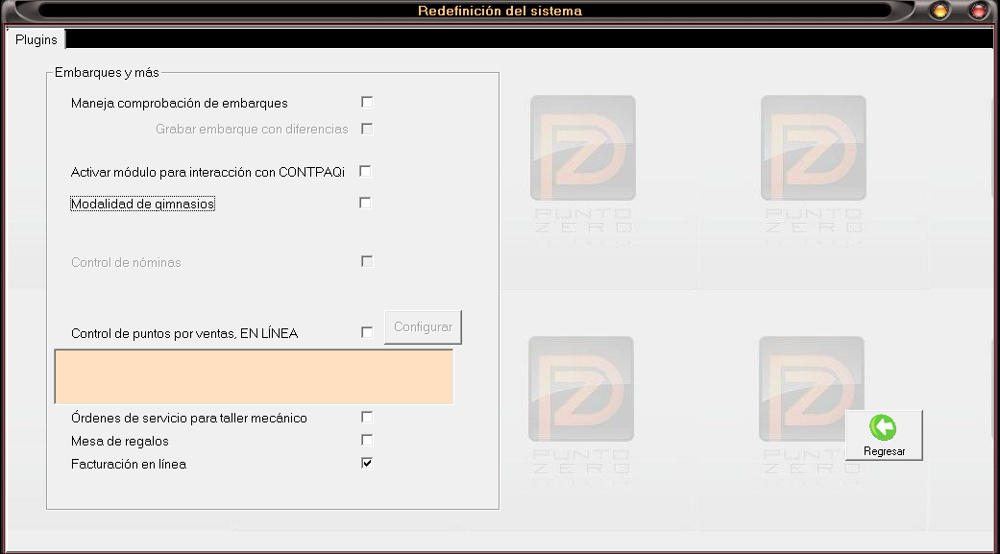 Redefinición del sistema
Plugins
Embarques y más
Maneja comprobación de embarques
Grabar embarque con diferencias
Activar módulo para interacción con CONTPAQi
Modalidad de gimnasios
Control de nóminas
Control de puntos por ventas, EN LÍNEA
Configurar
Órdenes de servicio para taller mecánico
Mesa de regalos
Facturación en línea
Regresar
PUNTO
ZERO
PUNTO
ZERO
PUNTO
ZERO
PUNTO
ZERO